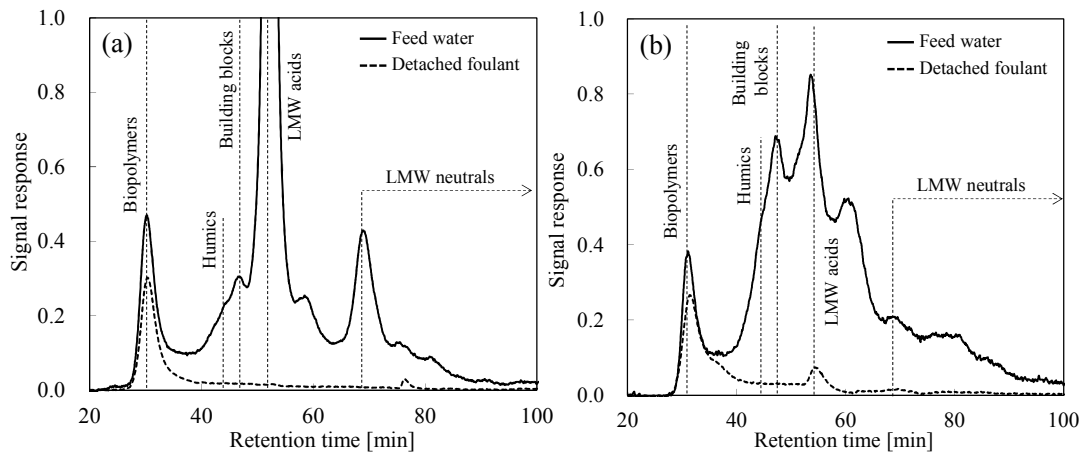 (a)
Feed water
Detached foulant
Biopolymers
Humics
Building blocks
LMW acids
LMW neutrals
Signal response
1.0
0.8
0.6
0.4
0.2
0.0
20
40
60
80
100
Retention time [min]
(b)
Feed water
Detached foulant
Biopolymers
Humics
Building
blocks
LMW acids
LMW neutrals
Signal response
1.0
0.8
0.6
0.4
0.2
0.0
20
40
60
80
100
Retention time [min]